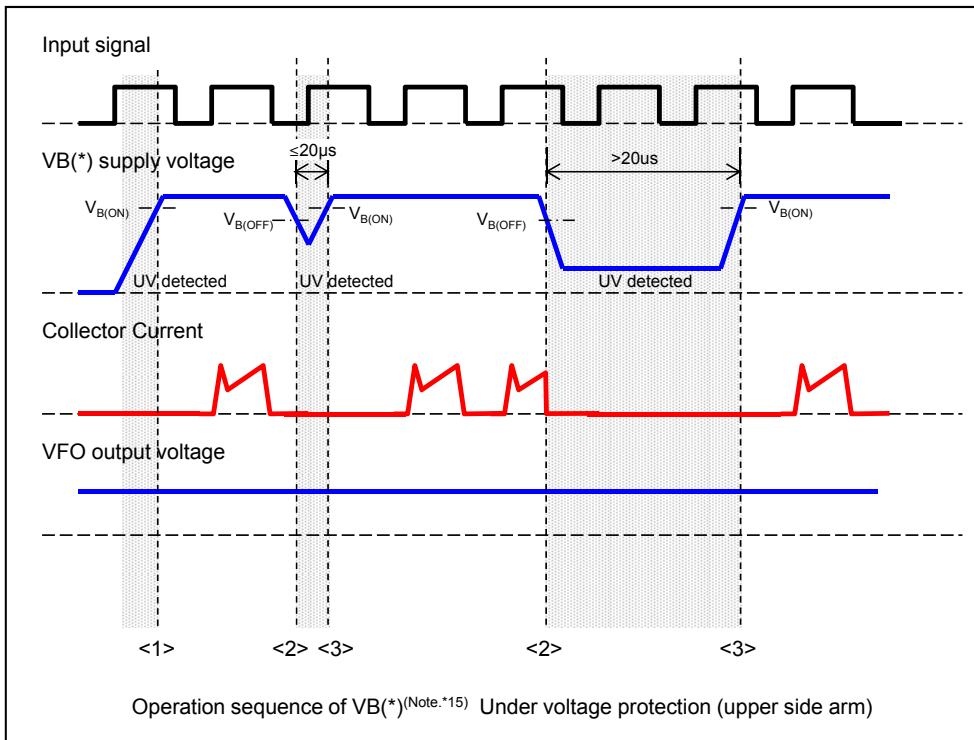 Input signal
VB(*) supply voltage
≤20μs
>20us
VB(ON)
VB(OFF)
VB(ON)
VB(OFF)
VB(ON)
UV detected
UV detected
UV detected
Collector Current
VFO output voltage
<1>
<2>
<3>
<2>
<3>
Operation sequence of VB(*)(Note.*15) Under voltage protection (upper side arm)